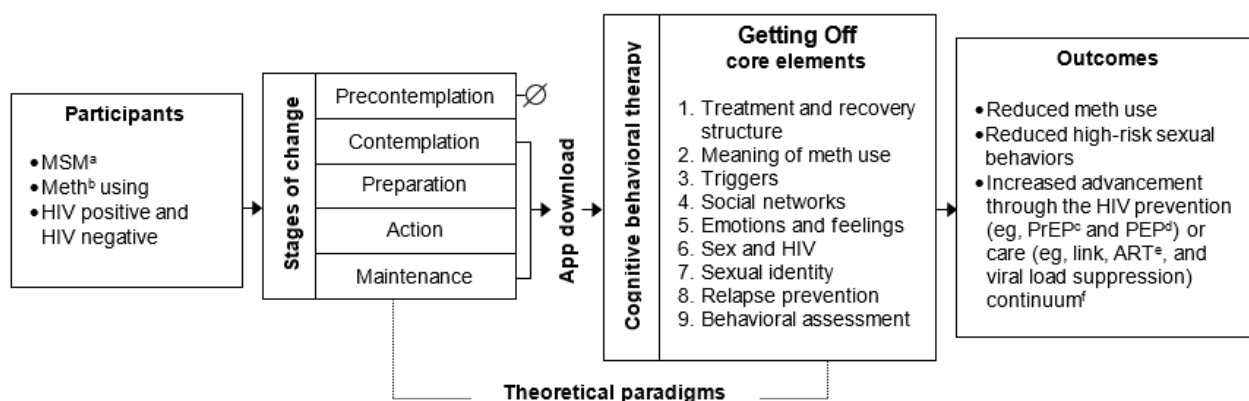 Participants
•MSMᵃ
•Methᵇ using
•HIV positive and
HIV negative
Stages of change
Precontemplation
Contemplation
Preparation
Action
Maintenance
App download
Cognitive behavioral therapy
Getting Off
core elements
1. Treatment and recovery
structure
2. Meaning of meth use
3. Triggers
4. Social networks
5. Emotions and feelings
6. Sex and HIV
7. Sexual identity
8. Relapse prevention
9. Behavioral assessment
Outcomes
•Reduced meth use
•Reduced high-risk sexual
behaviors
•Increased advancement
through the HIV prevention
(eg, PrEPᶜ and PEPᵈ) or
care (eg, link, ARTᵉ, and
viral load suppression)
continuumᶠ
Theoretical paradigms